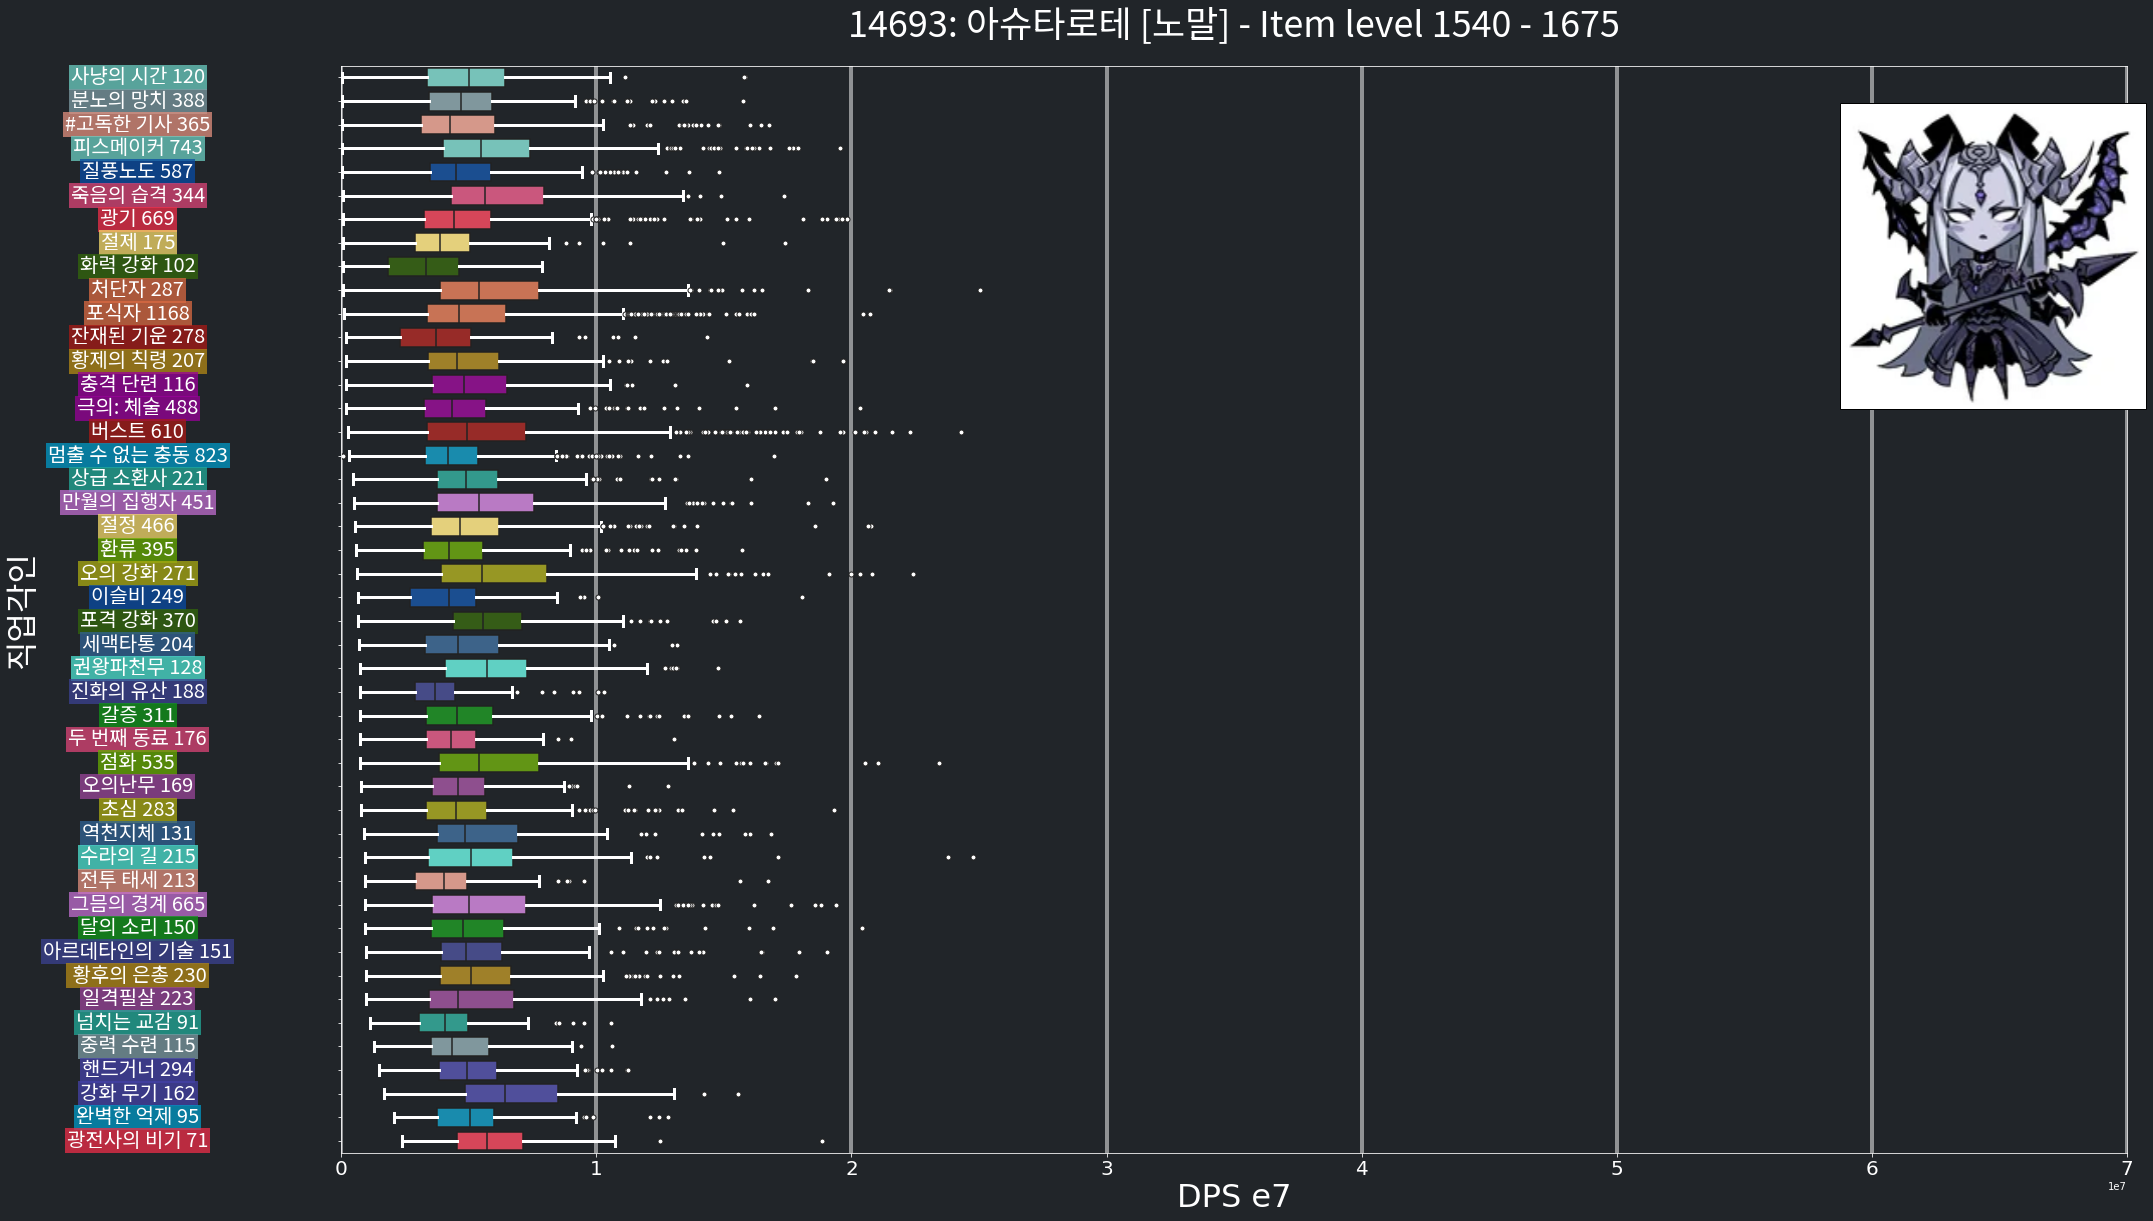 14693: 아슈타로테 [노말] - Item level 1540 - 1675
사냥의 시간 120
분노의 망치 388
#고독한 기사 365
피스메이커 743
질풍노도 587
죽음의 습격 344
광기 669
절제 175
화력 강화 102
처단자 287
포식자 1168
잔재된 기운 278
황제의 칙령 207
충격 단련 116
극의: 체술 488
버스트 610
멈출 수 없는 충동 823
상급 소환사 221
만월의 집행자 451
절정 466
환류 395
오의 강화 271
이슬비 249
포격 강화 370
세맥타통 204
권왕파천무 128
진화의 유산 188
갈증 311
두 번째 동료 176
점화 535
오의난무 169
초심 283
역천지체 131
수라의 길 215
전투 태세 213
그믐의 경계 665
달의 소리 150
아르데타인의 기술 151
황후의 은총 230
일격필살 223
넘치는 교감 91
중력 수련 115
핸드거너 294
강화 무기 162
완벽한 억제 95
광전사의 비기 71
직업각인
0 1 2 3 4 5 6 7
1e7
DPS e7